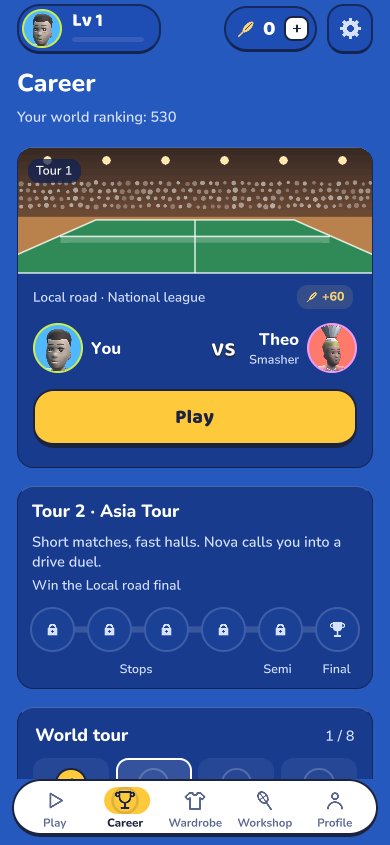 Lv 1
0
+
Career
Your world ranking: 530
Tour 1
Local road · National league
+60
You
VS
Theo
Smasher
Play
Tour 2 · Asia Tour
Short matches, fast halls. Nova calls you into a
drive duel.
Win the Local road final
Stops
Semi
Final
World tour
1 / 8
Play
Career
Wardrobe
Workshop
Profile